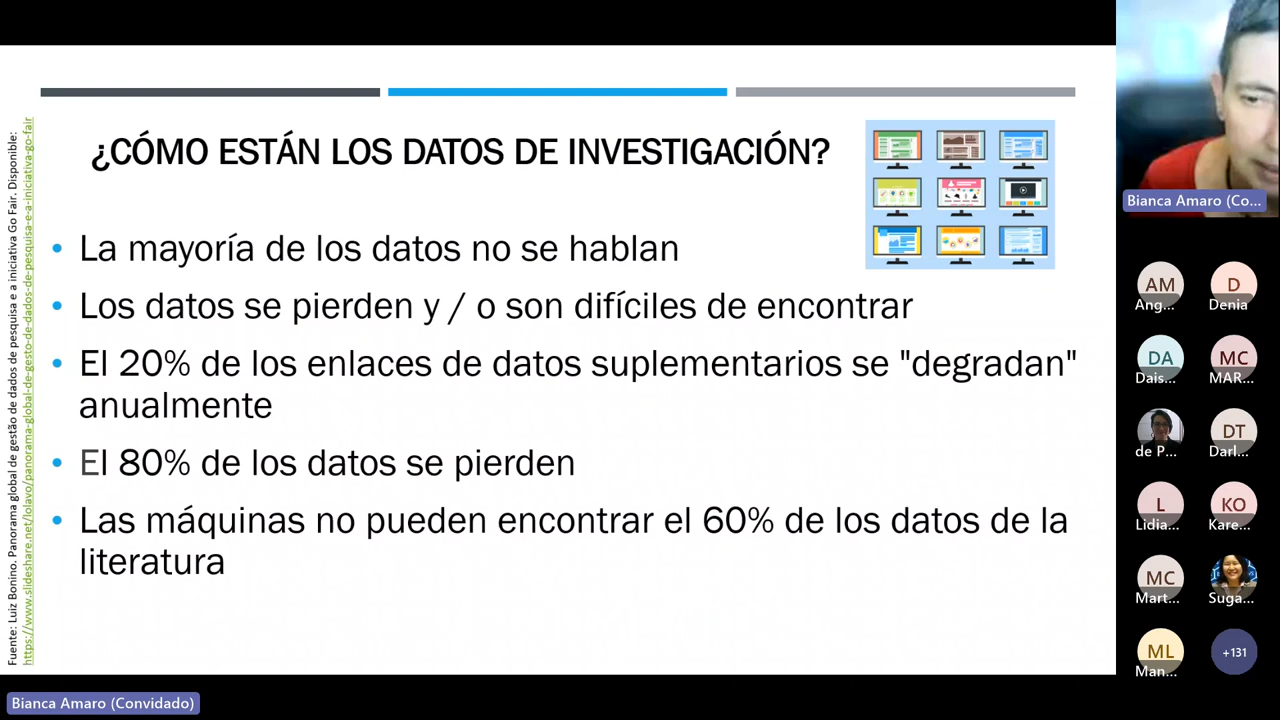 ¿CÓMO ESTÁN LOS DATOS DE INVESTIGACIÓN?
• La mayoría de los datos no se hablan
• Los datos se pierden y / o son difíciles de encontrar
• El 20% de los enlaces de datos suplementarios se "degradan"
anualmente
• El 80% de los datos se pierden
• Las máquinas no pueden encontrar el 60% de los datos de la
literatura
Fuente: Luiz Bonino. Panorama global de gestão de dados de pesquisa e a iniciativa Go Fair. Disponible:
https://www.slideshare.net/lolavo/panorama-global-de-gesto-de-dados-de-pesquisa-e-a-iniciativa-go-fair
Bianca Amaro (Convidado)
Bianca Amaro (Co...
AM
Ang...
D
Denia
DA
Dais...
MC
MAR...
de P...
DT
Darl...
L
Lidia...
KO
Kare...
MC
Mart...
Suga...
ML
Man...
+131